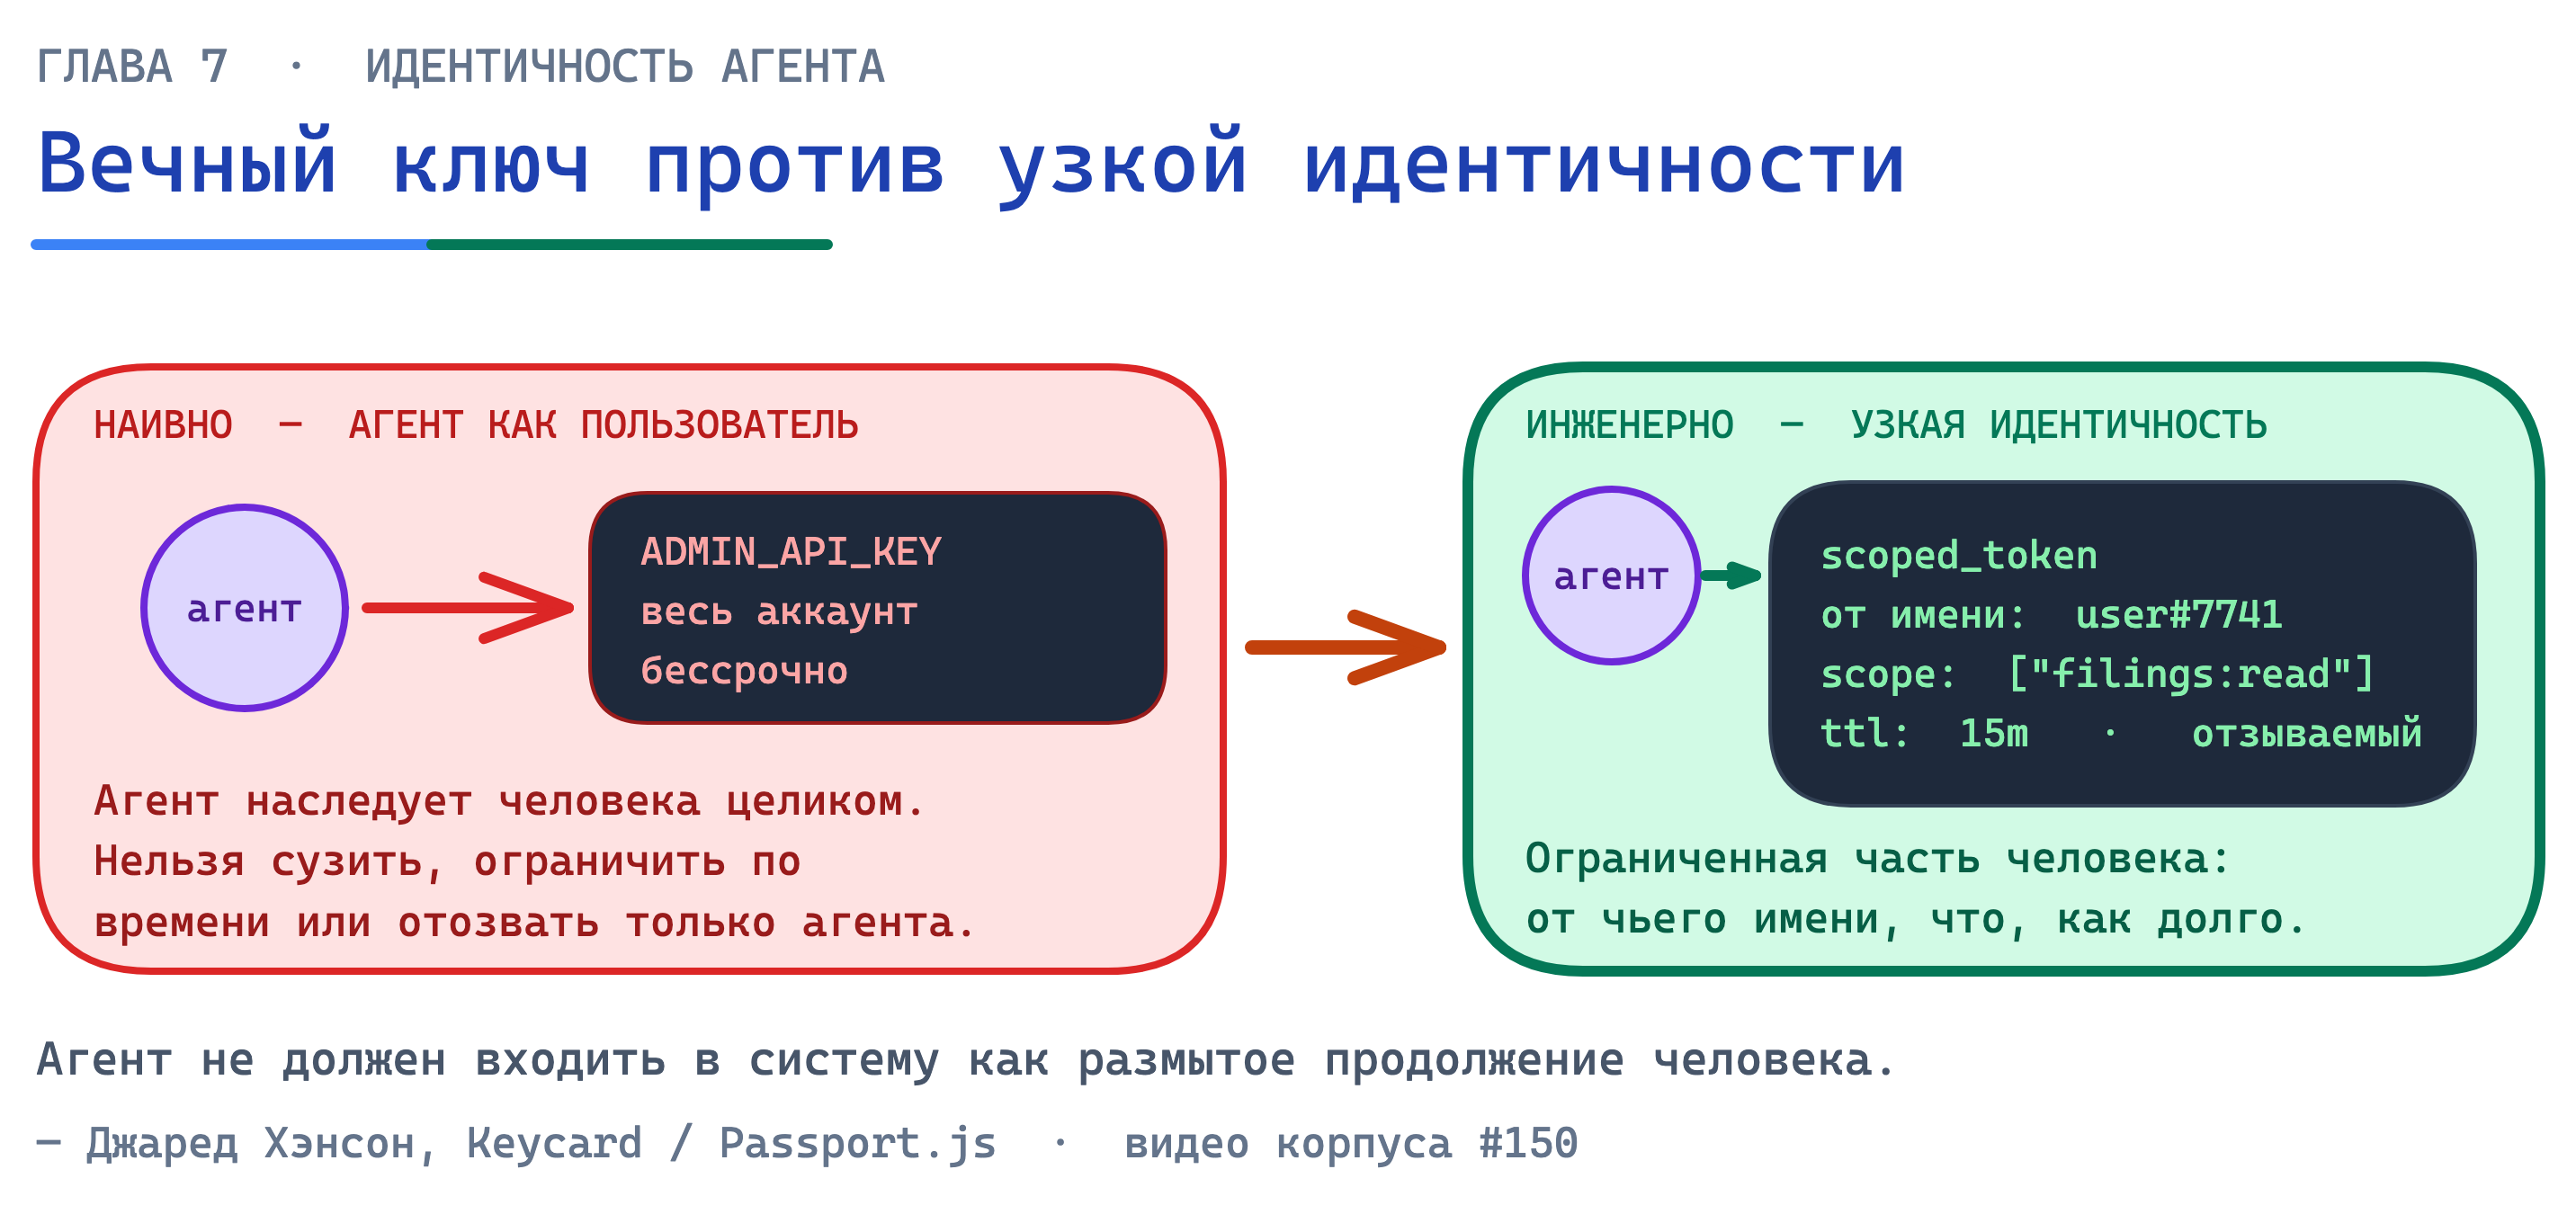 ГЛАВА 7 · ИДЕНТИЧНОСТЬ АГЕНТА
Вечный ключ против узкой идентичности
НАИВНО — АГЕНТ КАК ПОЛЬЗОВАТЕЛЬ
агент
ADMIN_API_KEY
весь аккаунт
бессрочно
Агент наследует человека целиком.
Нельзя сузить, ограничить по
времени или отозвать только агента.
ИНЖЕНЕРНО — УЗКАЯ ИДЕНТИЧНОСТЬ
агент
scoped_token
от имени: user#7741
scope: ["filings:read"]
ttl: 15m · отзываемый
Ограниченная часть человека:
от чьего имени, что, как долго.
Агент не должен входить в систему как размытое продолжение человека.
— Джаред Хэнсон, Keycard / Passport.js · видео корпуса #150